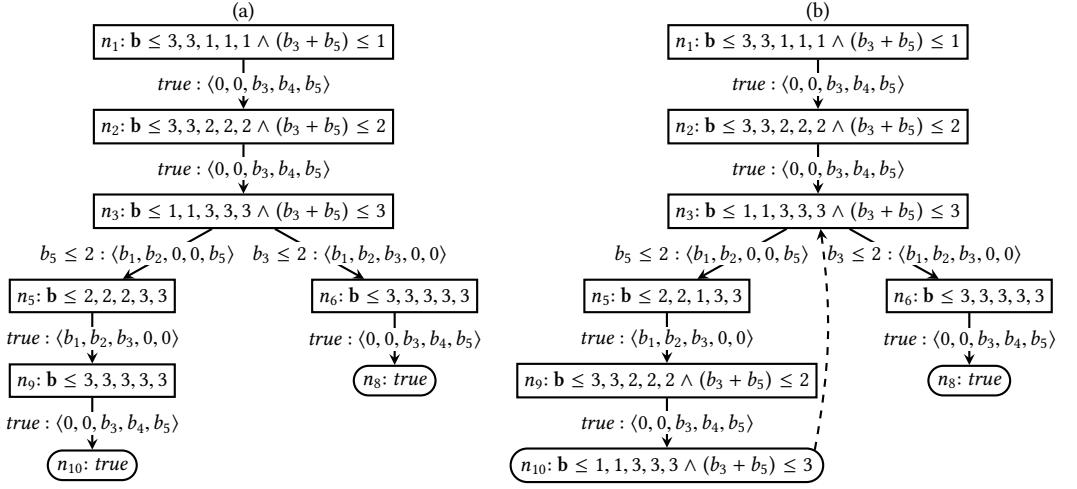 (a)
n₁: b ≤ 3, 3, 1, 1, 1 ∧ (b₃ + b₅) ≤ 1
true : ⟨0, 0, b₃, b₄, b₅⟩
n₂: b ≤ 3, 3, 2, 2, 2 ∧ (b₃ + b₅) ≤ 2
true : ⟨0, 0, b₃, b₄, b₅⟩
n₃: b ≤ 1, 1, 3, 3, 3 ∧ (b₃ + b₅) ≤ 3
b₅ ≤ 2 : ⟨b₁, b₂, 0, 0, b₅⟩ b₃ ≤ 2 : ⟨b₁, b₂, b₃, 0, 0⟩
n₅: b ≤ 2, 2, 2, 3, 3 n₆: b ≤ 3, 3, 3, 3, 3
true : ⟨b₁, b₂, b₃, 0, 0⟩ true : ⟨0, 0, b₃, b₄, b₅⟩
n₉: b ≤ 3, 3, 3, 3, 3 n₈: true
true : ⟨0, 0, b₃, b₄, b₅⟩
n₁₀: true
(b)
n₁: b ≤ 3, 3, 1, 1, 1 ∧ (b₃ + b₅) ≤ 1
true : ⟨0, 0, b₃, b₄, b₅⟩
n₂: b ≤ 3, 3, 2, 2, 2 ∧ (b₃ + b₅) ≤ 2
true : ⟨0, 0, b₃, b₄, b₅⟩
n₃: b ≤ 1, 1, 3, 3, 3 ∧ (b₃ + b₅) ≤ 3
b₅ ≤ 2 : ⟨b₁, b₂, 0, 0, b₅⟩ b₃ ≤ 2 : ⟨b₁, b₂, b₃, 0, 0⟩
n₅: b ≤ 2, 2, 1, 3, 3 n₆: b ≤ 3, 3, 3, 3, 3
true : ⟨b₁, b₂, b₃, 0, 0⟩ true : ⟨0, 0, b₃, b₄, b₅⟩
n₉: b ≤ 3, 3, 2, 2, 2 ∧ (b₃ + b₅) ≤ 2 n₈: true
true : ⟨0, 0, b₃, b₄, b₅⟩
n₁₀: b ≤ 1, 1, 3, 3, 3 ∧ (b₃ + b₅) ≤ 3